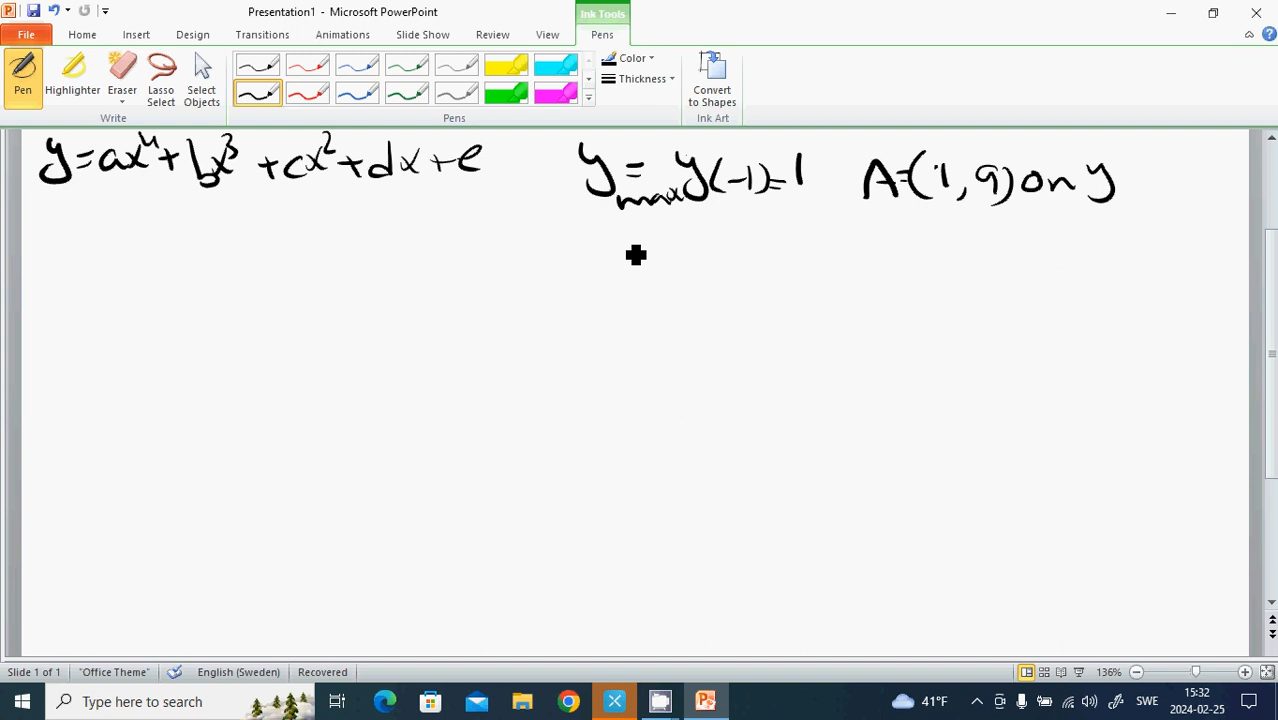 Presentation1 - Microsoft PowerPoint
Ink Tools
File Home Insert Design Transitions Animations Slide Show Review View Pens
Pen Highlighter Eraser Lasso Select Select Objects Color Thickness Convert to Shapes
Write Pens Ink Art
y=ax⁴+bx³+cx²+dx+e y_max=y(-1)=1 A=(1,9) on y
Slide 1 of 1 "Office Theme" English (Sweden) Recovered 136%
Type here to search 41°F SWE 15:32
2024-02-25